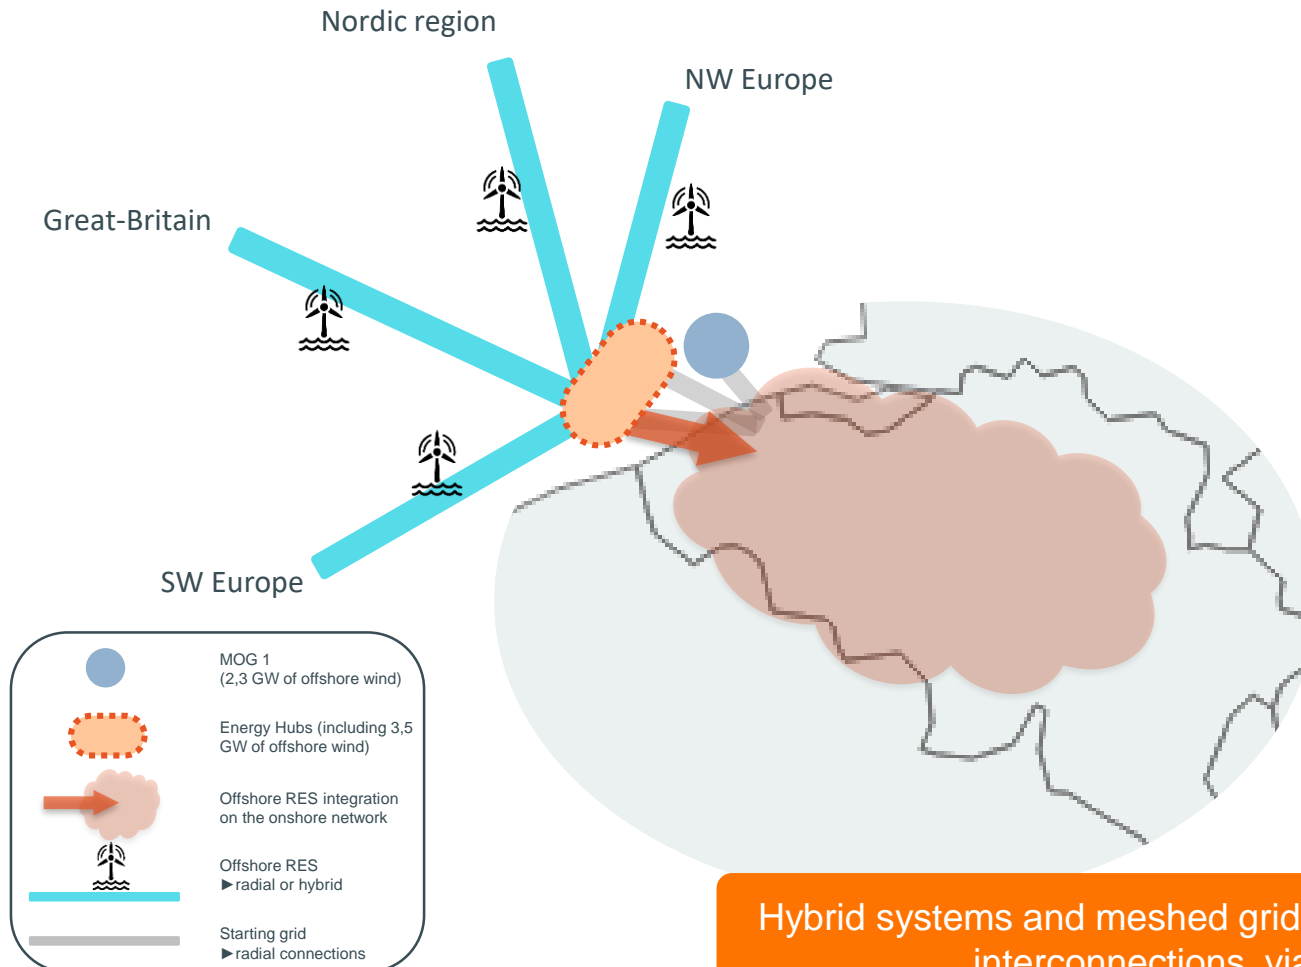 Nordic region
NW Europe
Great-Britain
SW Europe
MOG 1
(2,3 GW of offshore wind)
Energy Hubs (including 3,5
GW of offshore wind)
Offshore RES integration
on the onshore network
Offshore RES
►radial or hybrid
Starting grid
►radial connections
Hybrid systems and meshed grid
interconnections, via